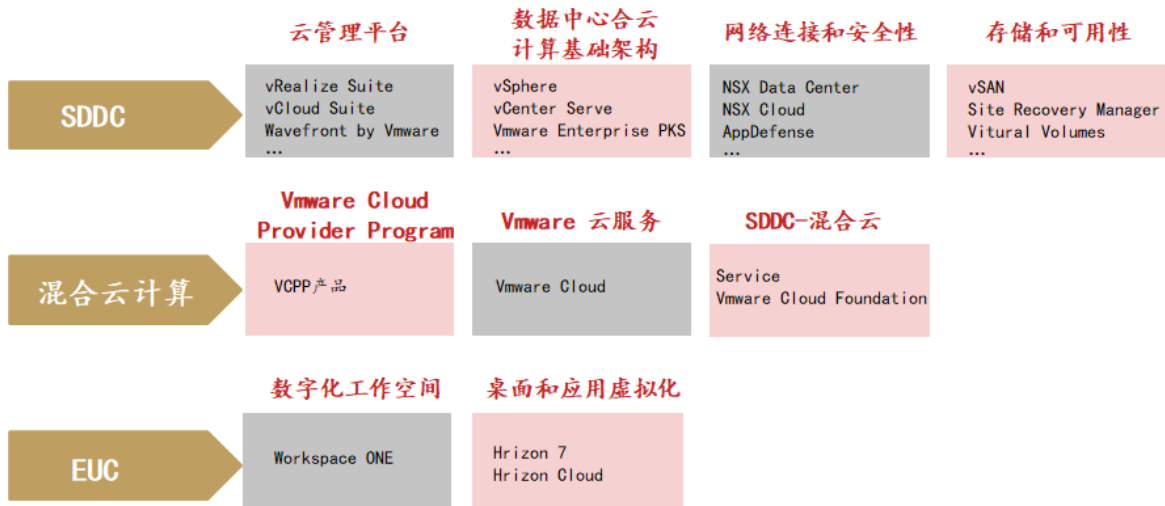 云管理平台
数据中心合云
计算基础架构
网络连接和安全性
存储和可用性
SDDC
vRealize Suite
vCloud Suite
Wavefront by Vmware
…
vSphere
vCenter Serve
Vmware Enterprise PKS
…
NSX Data Center
NSX Cloud
AppDefense
…
vSAN
Site Recovery Manager
Vitural Volumes
…
Vmware Cloud
Provider Program
Vmware 云服务
SDDC-混合云
混合云计算
VCPP产品
Vmware Cloud
Service
Vmware Cloud Foundation
数字化工作空间
桌面和应用虚拟化
EUC
Workspace ONE
Hrizon 7
Hrizon Cloud